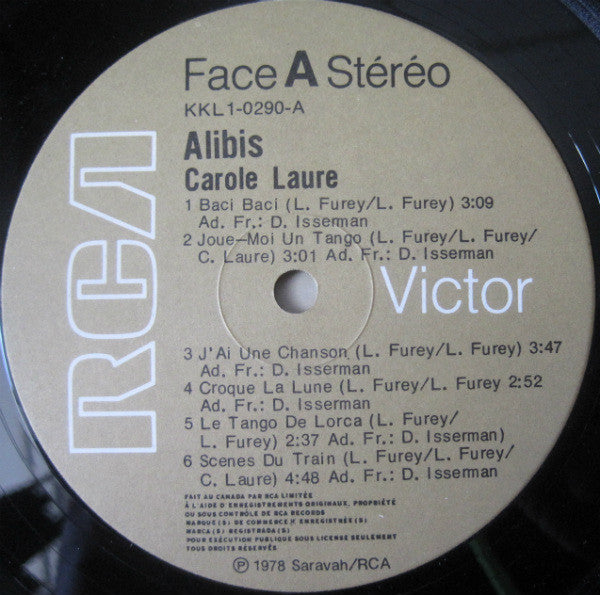 RCA
Face A Stéréo
KKL1-0290-A
Alibis
Carole Laure
1 Baci Baci (L. Furey/L. Furey) 3:09
Ad. Fr.: D. Isserman
2 Joue-Moi Un Tango (L. Furey/L. Furey/
C. Laure) 3:01 Ad. Fr.: D. Isserman
Victor
3 J'Ai Une Chanson (L. Furey/L. Furey) 3:47
Ad. Fr.: D. Isserman
4 Croque La Lune (L. Furey/L. Furey 2:52
Ad. Fr.: D. Isserman
5 Le Tango De Lorca (L. Furey/
L. Furey) 2:37 Ad. Fr.: D. Isserman)
6 Scenes Du Train (L. Furey/L. Furey/
C. Laure) 4:48 Ad. Fr.: D. Isserman
FAIT AU CANADA PAR RCA LIMITÉE
À L'AIDE D'ENREGISTREMENTS ORIGINAUX, PROPRIÉTÉ
OU SOUS CONTRÔLE DE RCA RECORDS
MARQUE(S) DE COMMERCE ENREGISTRÉE(S)
MARCA(S) REGISTRADA(S)
POUR EXÉCUTION PUBLIQUE SOUS LICENSE SEULEMENT
TOUS DROITS RÉSERVÉS
℗ 1978 Saravah/RCA